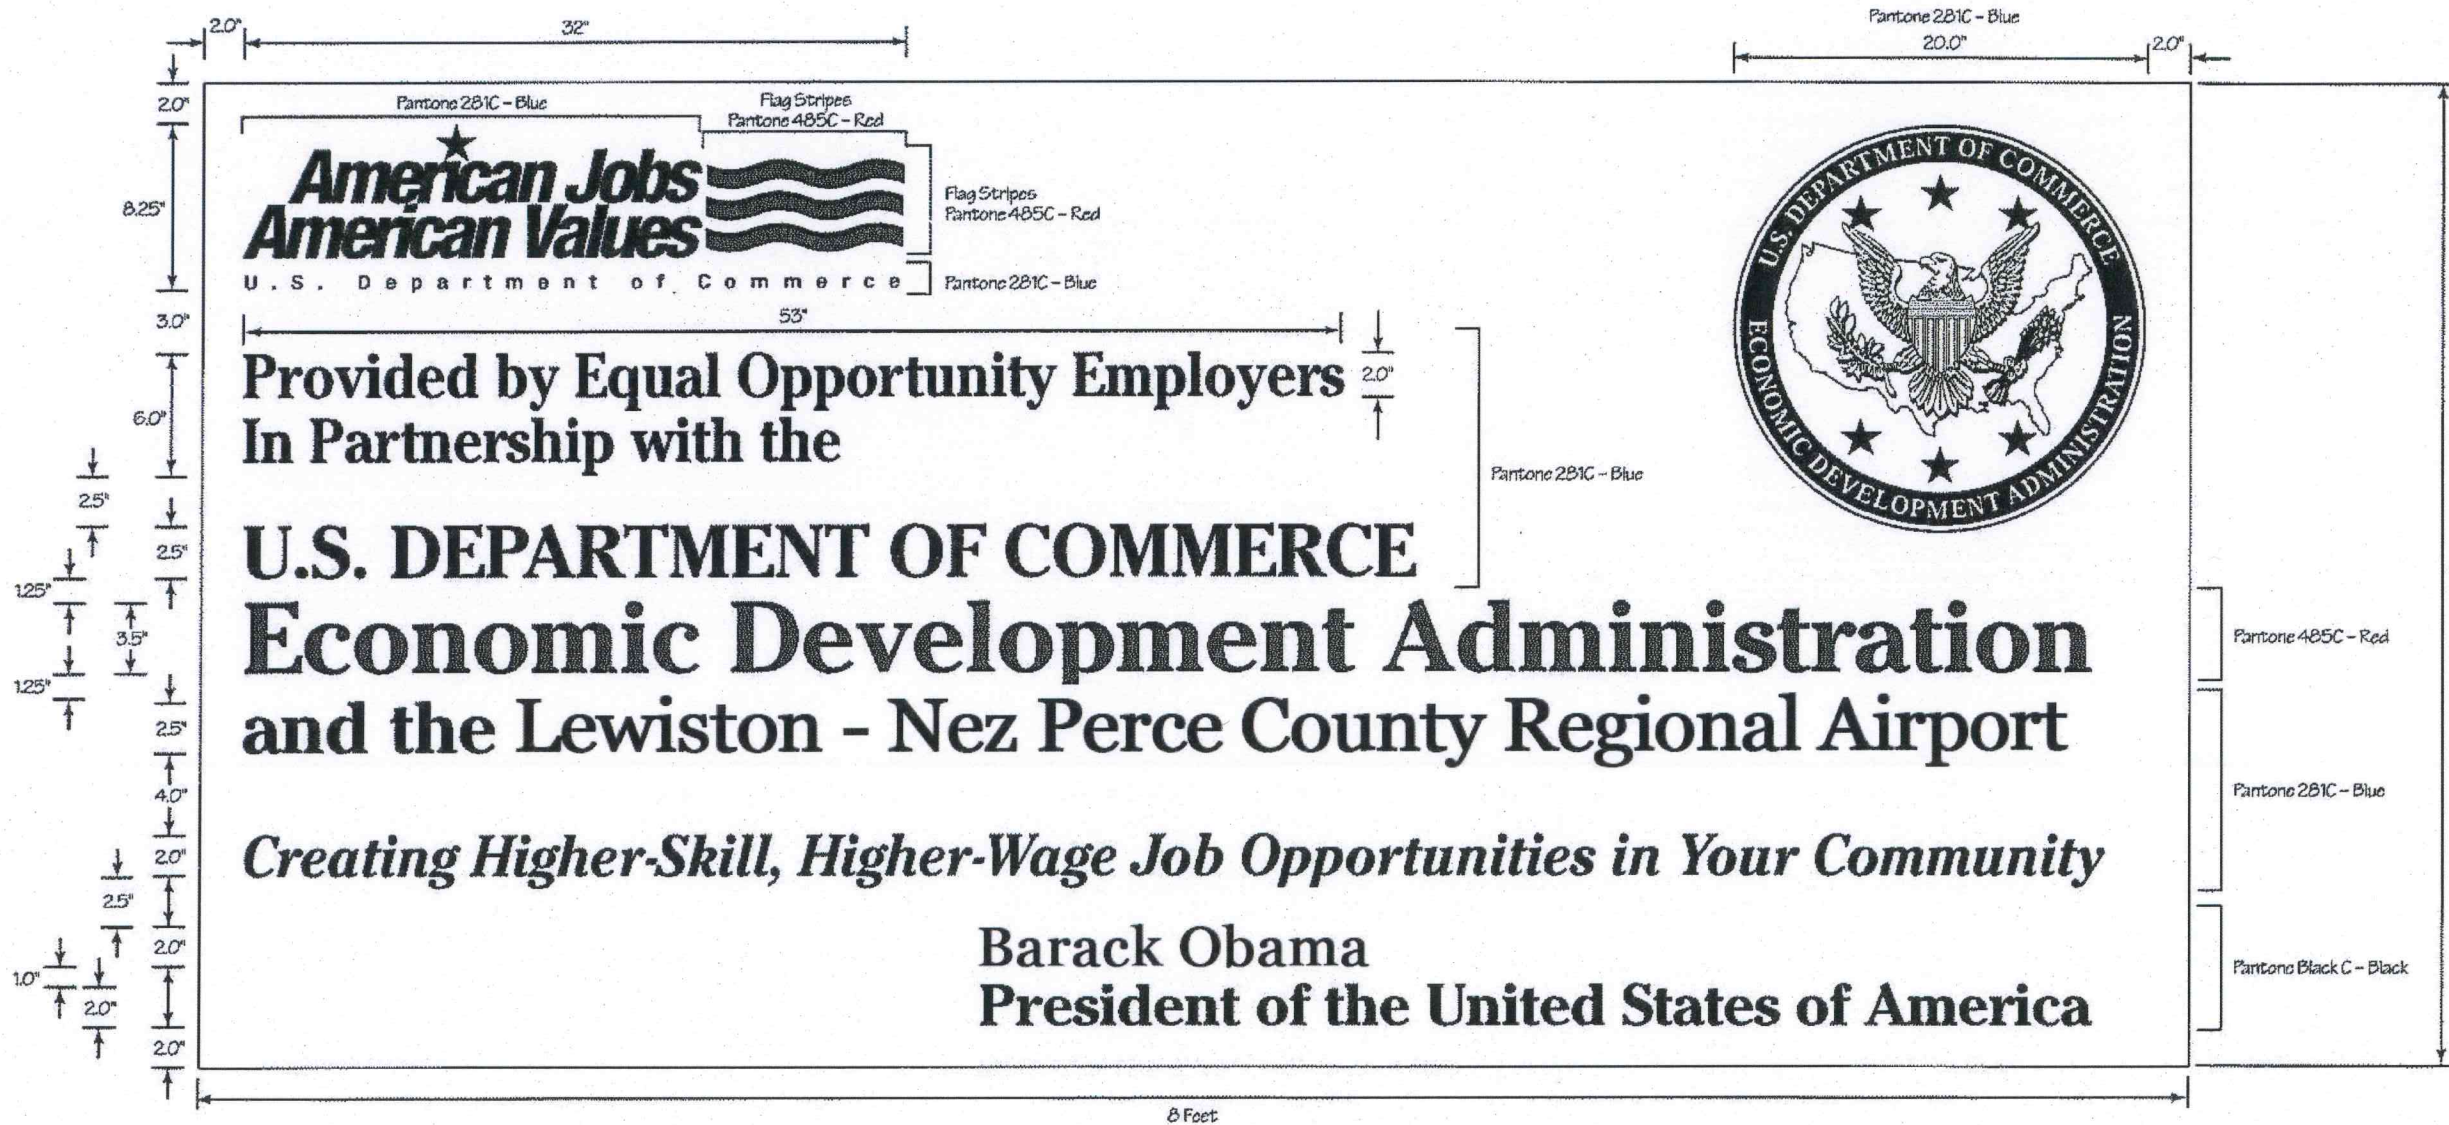 Pantone 281C - Blue
2.0" 32" 20.0" 2.0"
2.0" Pantone 281C - Blue Flag Stripes
Pantone 485C - Red
American Jobs
American Values
U.S. Department of Commerce
8.25"
Flag Stripes
Pantone 485C - Red
Pantone 281C - Blue
U.S. DEPARTMENT OF COMMERCE
ECONOMIC DEVELOPMENT ADMINISTRATION
3.0" 53"
Provided by Equal Opportunity Employers 2.0"
6.0"
In Partnership with the
Pantone 281C - Blue
2.5"
2.5"
U.S. DEPARTMENT OF COMMERCE
1.25"
3.5"
Economic Development Administration
Pantone 485C - Red
1.25"
2.5"
and the Lewiston - Nez Perce County Regional Airport
4.0"
Pantone 281C - Blue
2.0"
Creating Higher-Skill, Higher-Wage Job Opportunities in Your Community
2.5"
2.0"
Barack Obama
1.0"
Pantone Black C - Black
2.0"
President of the United States of America
2.0"
8 Feet